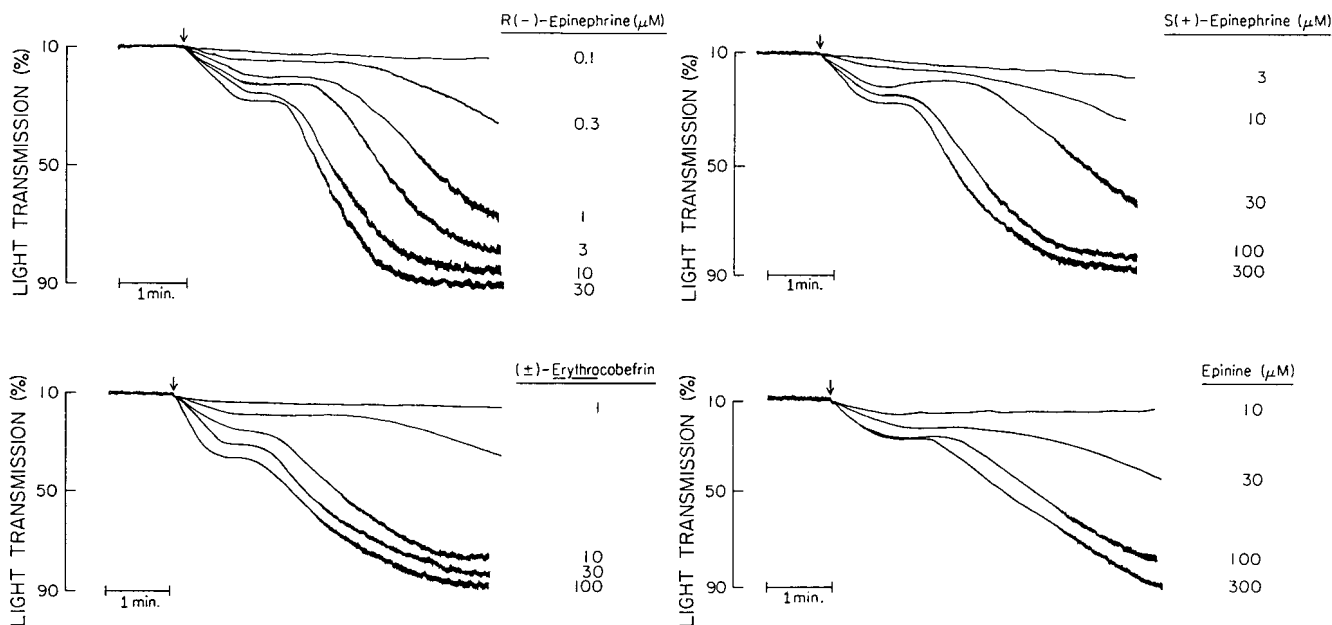 R(-)-Epinephrine (μM)
LIGHT TRANSMISSION (%)
10
50
90
1 min.
0.1
0.3
1
3
10
30
S(+)-Epinephrine (μM)
LIGHT TRANSMISSION (%)
10
50
90
1 min.
3
10
30
100
300
(±)-Erythrocobefrin
LIGHT TRANSMISSION (%)
10
50
90
1 min.
1
10
30
100
Epinine (μM)
LIGHT TRANSMISSION (%)
10
50
90
1 min.
10
30
100
300